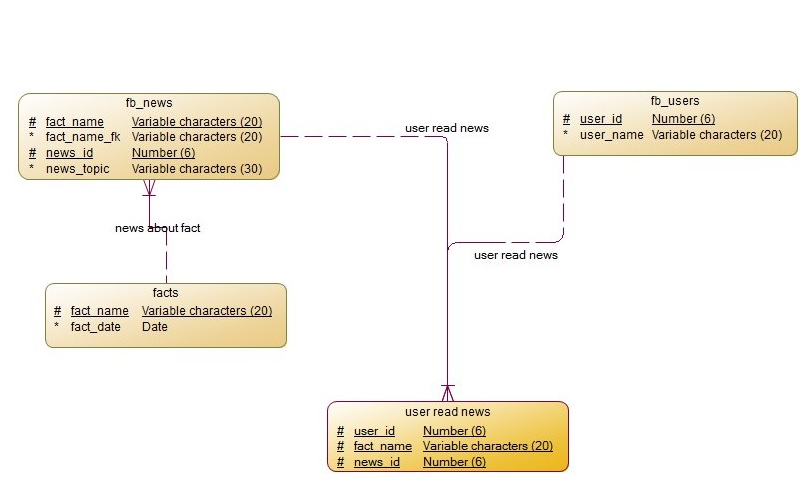 fb_news
# fact_name Variable characters (20)
* fact_name_fk Variable characters (20)
# news_id Number (6)
* news_topic Variable characters (30)
fb_users
# user_id Number (6)
* user_name Variable characters (20)
user read news
user read news
news about fact
facts
# fact_name Variable characters (20)
* fact_date Date
user read news
# user_id Number (6)
# fact_name Variable characters (20)
# news_id Number (6)